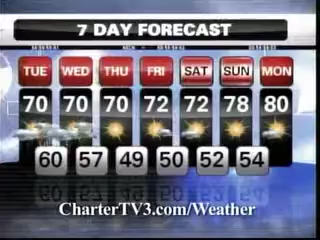 7 DAY FORECAST
TUE WED THU FRI SAT SUN MON
70 70 70 72 72 78 80
60 57 49 50 52 54
CharterTV3.com/Weather